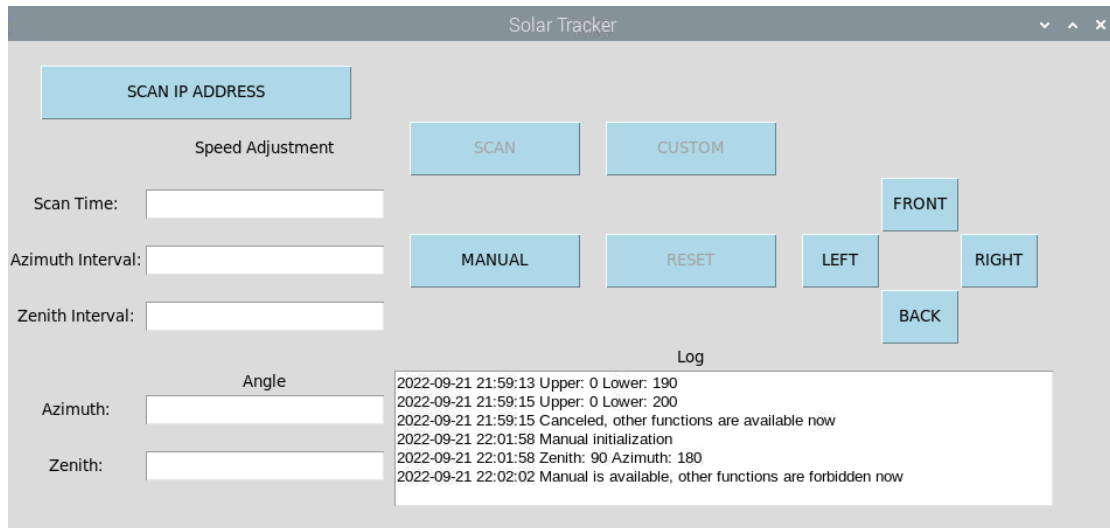 Solar Tracker
SCAN IP ADDRESS
Speed Adjustment
SCAN
CUSTOM
Scan Time:
FRONT
Azimuth Interval:
MANUAL
RESET
LEFT
RIGHT
Zenith Interval:
BACK
Log
Angle
2022-09-21 21:59:13 Upper: 0 Lower: 190
2022-09-21 21:59:15 Upper: 0 Lower: 200
Azimuth:
2022-09-21 21:59:15 Canceled, other functions are available now
2022-09-21 22:01:58 Manual initialization
2022-09-21 22:01:58 Zenith: 90 Azimuth: 180
Zenith:
2022-09-21 22:02:02 Manual is available, other functions are forbidden now